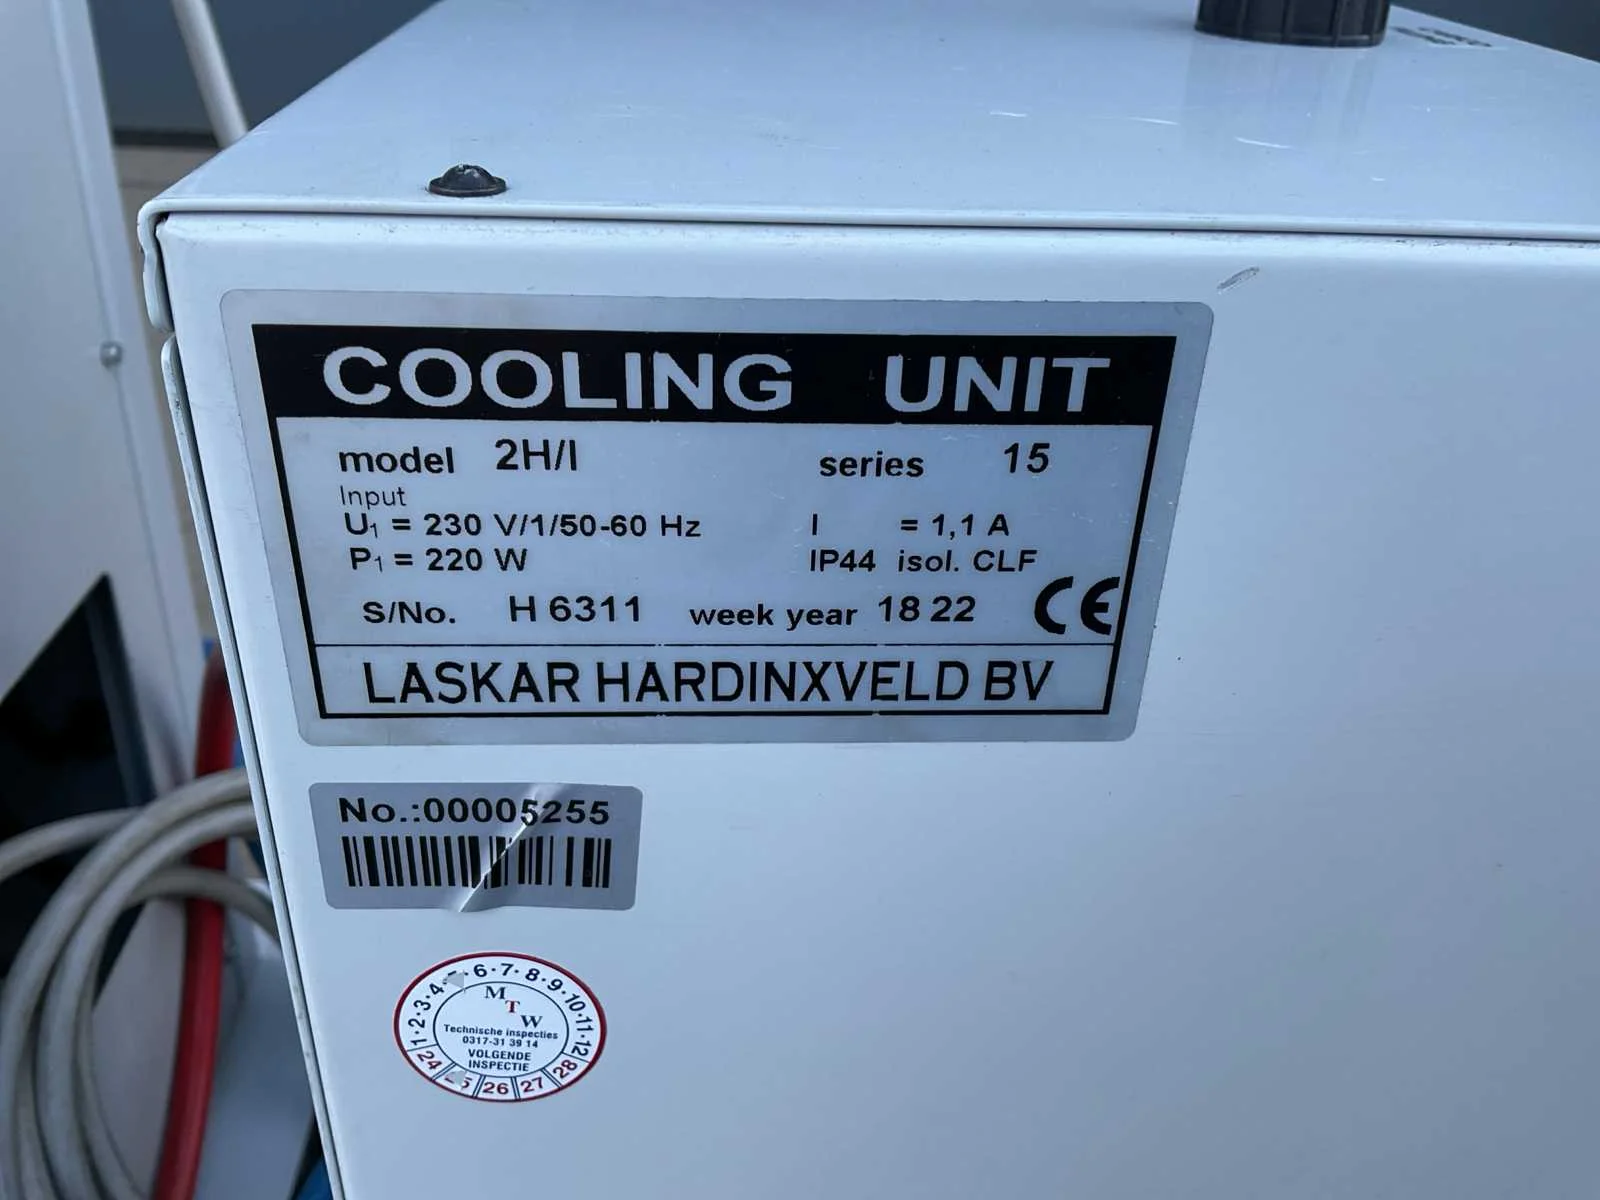 COOLING UNIT
model 2H/I series 15
Input
U1 = 230 V/1/50-60 Hz I = 1,1 A
P1 = 220 W IP44 isol. CLF
S/No. H 6311 week year 18 22 CE
LASKAR HARDINXVELD BV
No.:00005255
1·2·3·4· ·6·7·8·9·10·11·12
M
T
W
Technische inspecties
0317-31 39 14
VOLGENDE
INSPECTIE
24 26 27 28